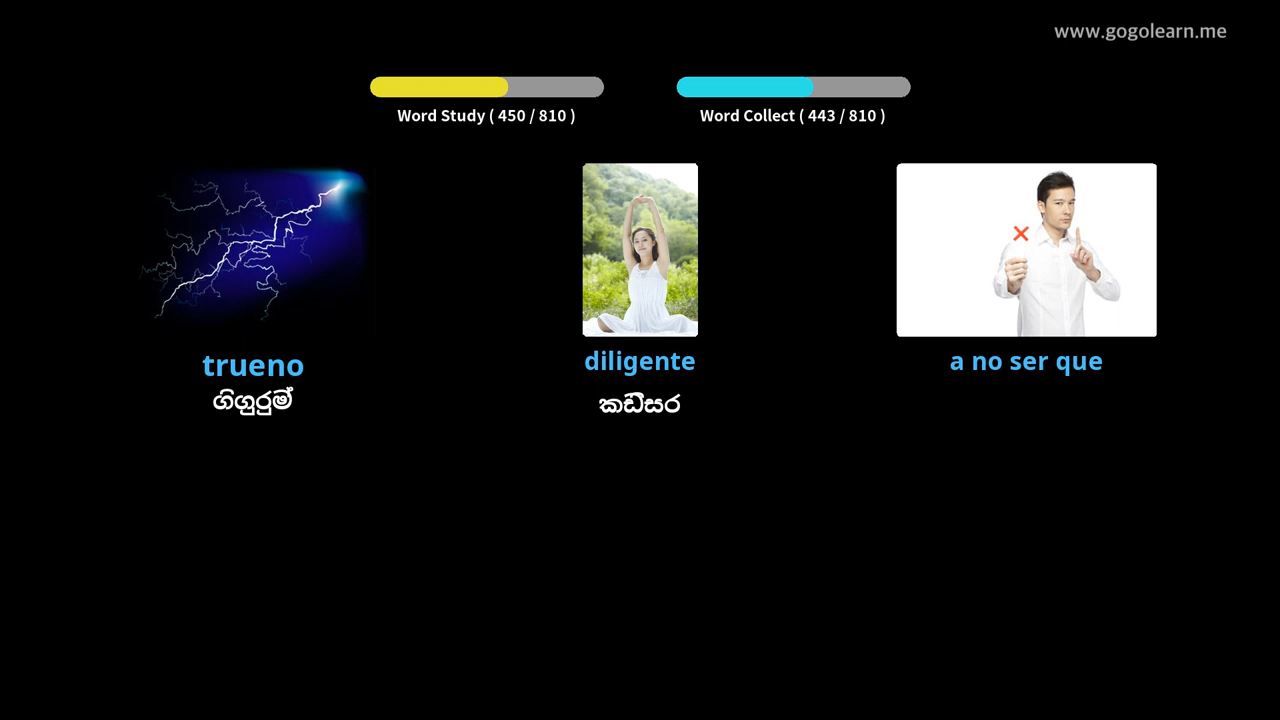 www.gogolearn.me
Word Study ( 450 / 810 )
Word Collect ( 443 / 810 )
trueno
ගිගුරුම්
diligente
කඩිසර
a no ser que